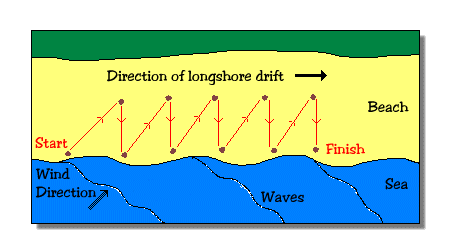 Direction of longshore drift
Beach
Start
Finish
Wind
Direction
Waves
Sea